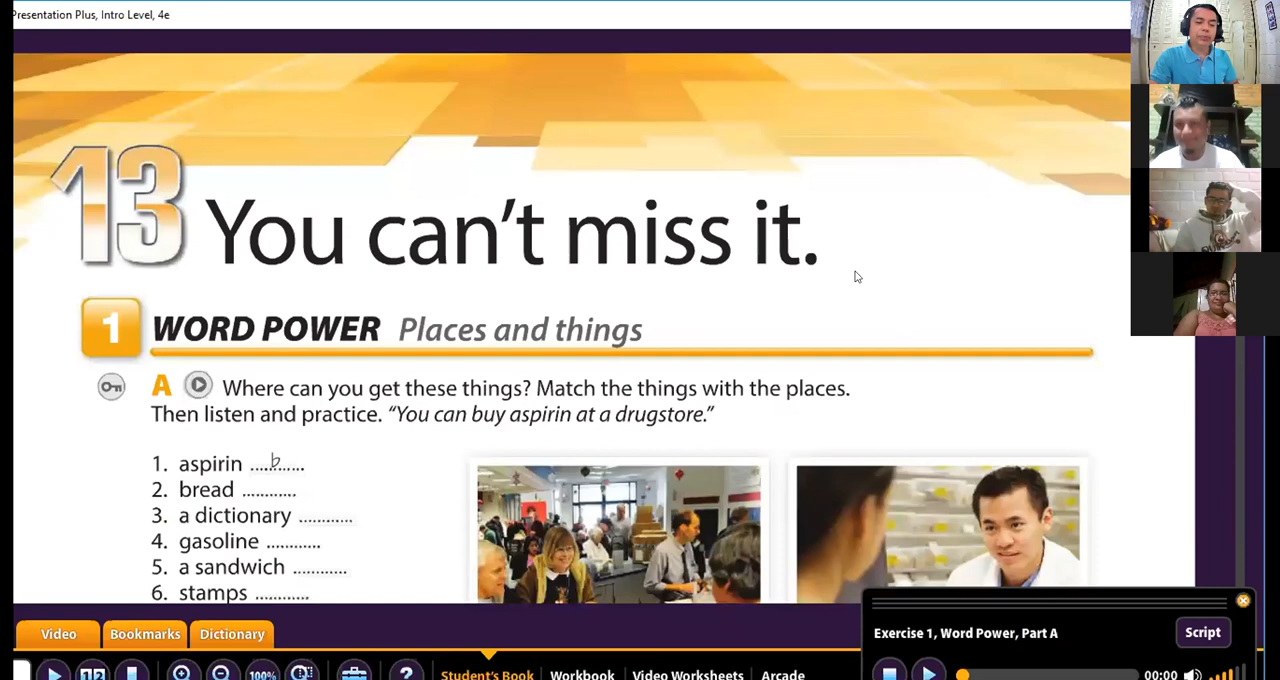 Presentation Plus, Intro Level, 4e
13 You can't miss it.
1 WORD POWER Places and things
A Where can you get these things? Match the things with the places.
Then listen and practice. “You can buy aspirin at a drugstore.”
1. aspirin ....b......
2. bread ............
3. a dictionary ............
4. gasoline ............
5. a sandwich ............
6. stamps ............
Exercise 1, Word Power, Part A
Script
Video Bookmarks Dictionary
1 2 100% ? Student's Book Workbook Video Worksheets Arcade 00:00